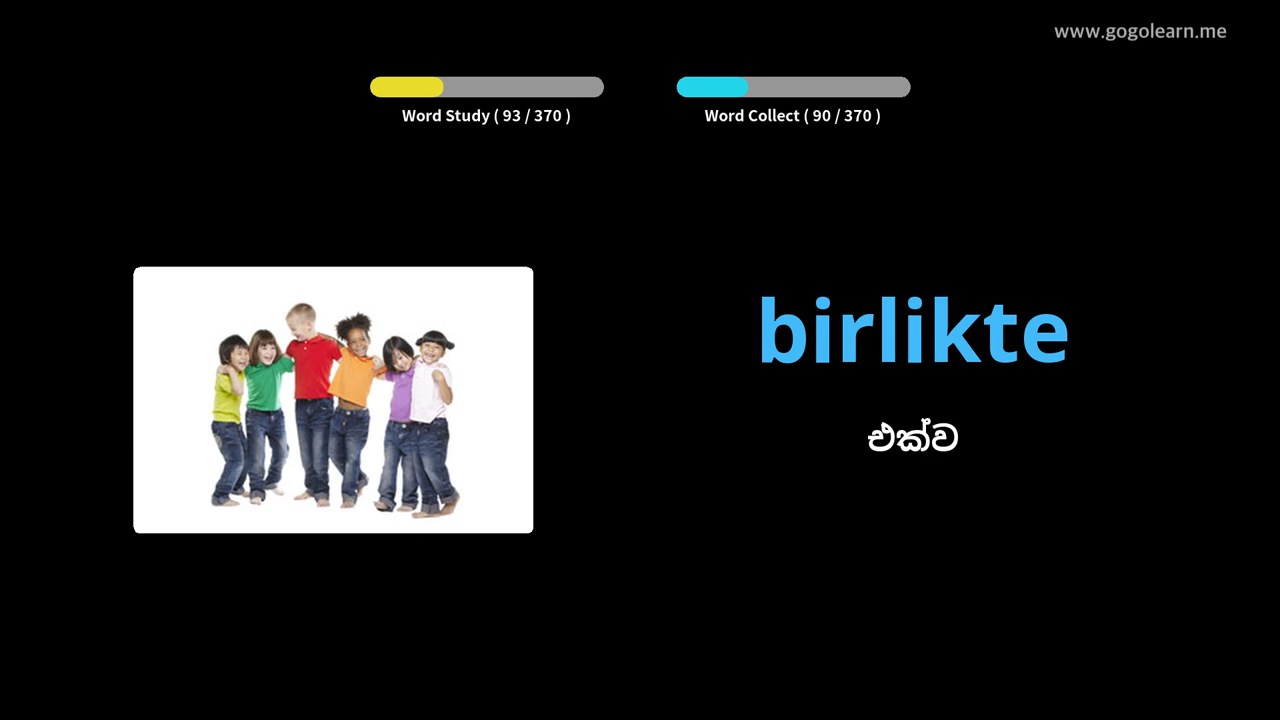 www.gogolearn.me
Word Study ( 93 / 370 )
Word Collect ( 90 / 370 )
birlikte
එක්ව